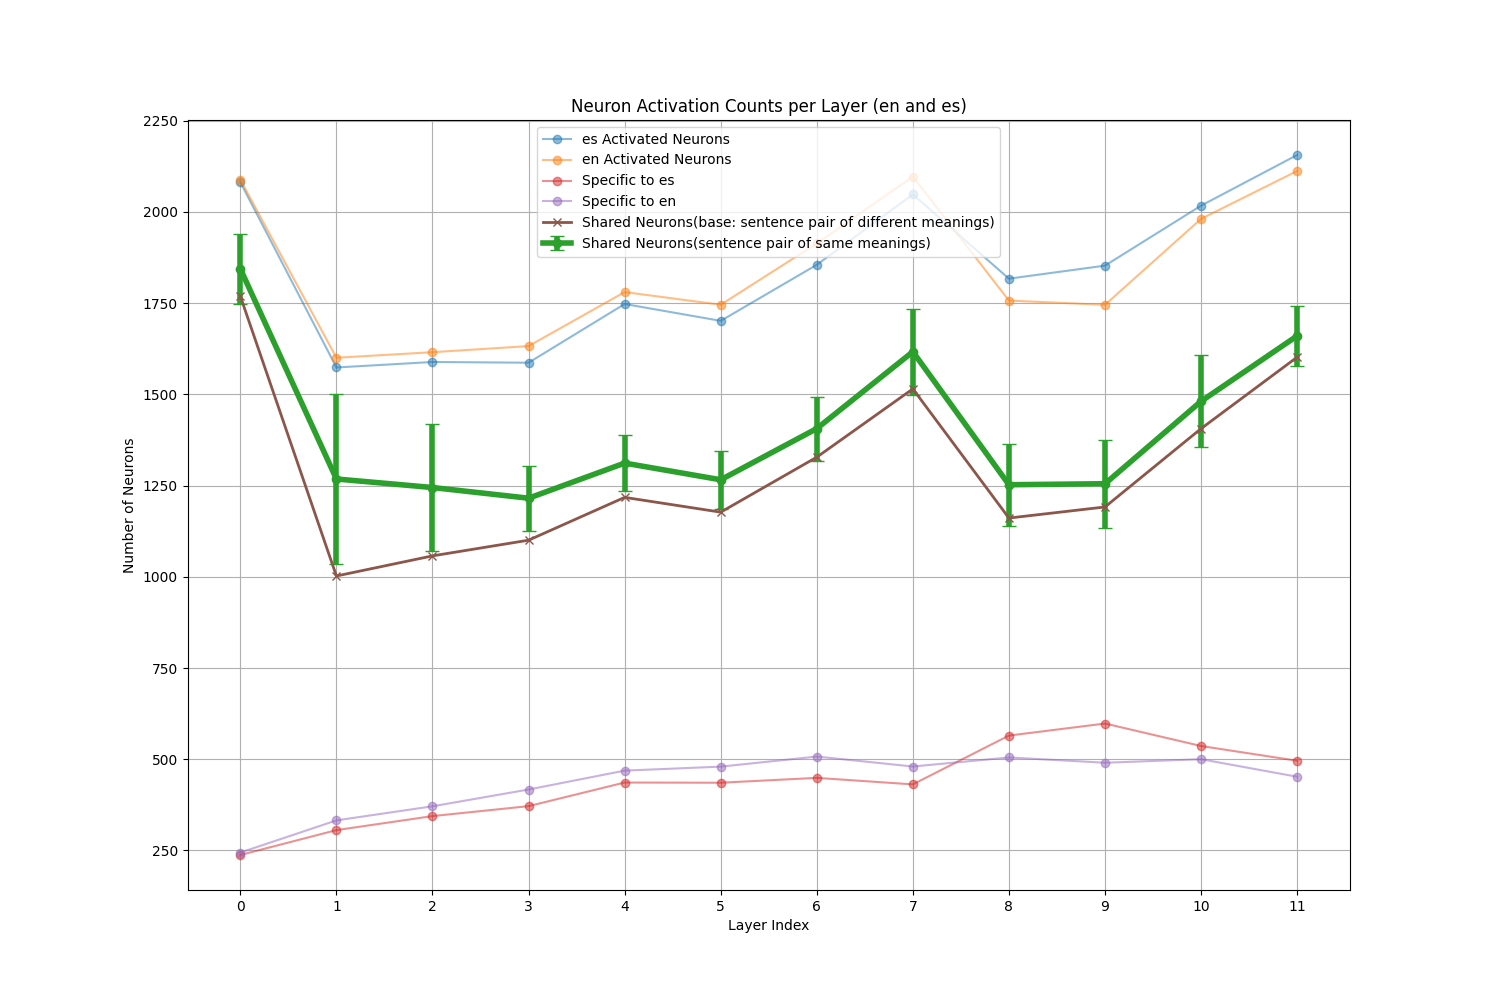 Neuron Activation Counts per Layer (en and es)
2250
2000
1750
1500
1250
1000
750
500
250
Number of Neurons
es Activated Neurons
en Activated Neurons
Specific to es
Specific to en
Shared Neurons(base: sentence pair of different meanings)
Shared Neurons(sentence pair of same meanings)
0 1 2 3 4 5 6 7 8 9 10 11
Layer Index